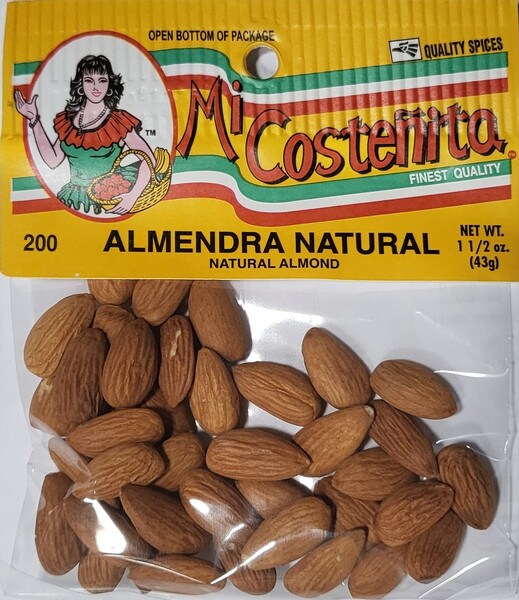 OPEN BOTTOM OF PACKAGE
QUALITY SPICES
TM
Mi Costeñita
FINEST QUALITY
200
ALMENDRA NATURAL
NATURAL ALMOND
NET WT.
1 1/2 oz.
(43g)